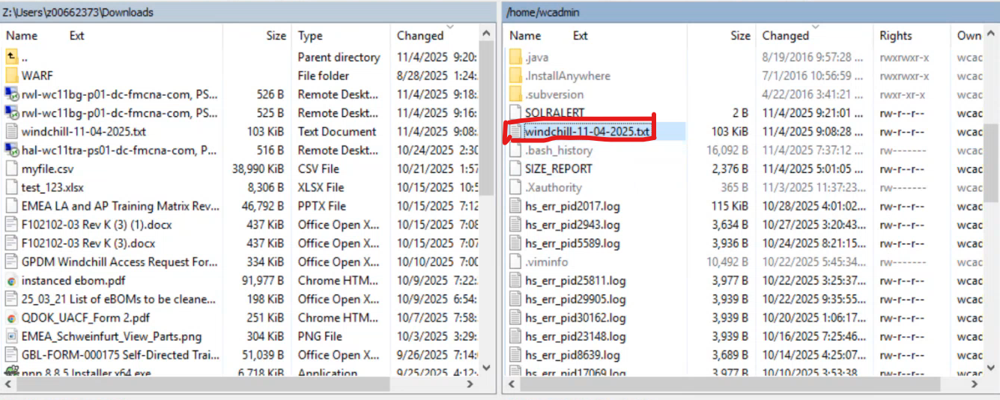 Z:\Users\z00662373\Downloads
Name Ext Size Type Changed
.. Parent directory 11/4/2025 9:20:
WARF File folder 8/28/2025 1:24:
rwl-wc11bg-p01-dc-fmcna-com, PS... 526 B Remote Deskt... 11/4/2025 9:18:
rwl-wc11bg-p01-dc-fmcna-com, PS... 525 B Remote Deskt... 11/4/2025 9:16:
windchill-11-04-2025.txt 103 KiB Text Document 11/4/2025 9:08:
hal-wc11tra-ps01-dc-fmcna-com, P... 516 B Remote Deskt... 10/24/2025 2:30
myfile.csv 38,990 KiB CSV File 10/21/2025 1:57
test_123.xlsx 8,306 B XLSX File 10/15/2025 10:5
EMEA LA and AP Training Matrix Rev... 46,792 B PPTX File 10/15/2025 7:12
F102102-03 Rev K (3) (1).docx 437 KiB Office Open X... 10/15/2025 7:08
F102102-03 Rev K (3).docx 437 KiB Office Open X... 10/15/2025 7:07
GPDM Windchill Access Request For... 334 KiB Office Open X... 10/10/2025 7:00
instanced ebom.pdf 91,977 B Chrome HTM... 10/9/2025 7:22:
25_03_21 List of eBOMs to be cleane... 198 KiB Office Open X... 10/9/2025 6:54:
QDOK_UACF_Form 2.pdf 251 KiB Chrome HTM... 10/7/2025 7:58:
EMEA_Schweinfurt_View_Parts.png 304 KiB PNG File 10/3/2025 3:29:
GBL-FORM-000175 Self-Directed Trai... 51,039 B Office Open X... 9/26/2025 7:14:
npp.8.8.5.Installer.x64.exe 6,718 KiB Application 9/25/2025 4:12:
/home/wcadmin
Name Ext Size Changed Rights Own
.java 8/19/2016 9:57:28 ... rwxrwxr-x wcac
.InstallAnywhere 7/1/2016 10:56:59 ... rwxrwxr-x wcac
.subversion 4/22/2016 3:41:21 ... rwxr-xr-x wcac
SOLRALERT 2 B 11/4/2025 9:21:01 ... rw-r--r-- wcac
windchill-11-04-2025.txt 103 KiB 11/4/2025 9:08:28 ... rw-r--r-- wcac
.bash_history 16,092 B 11/4/2025 7:37:12 ... rw------- wcac
SIZE_REPORT 2,376 B 11/4/2025 5:01:05 ... rw-r--r-- wcac
.Xauthority 365 B 11/3/2025 11:37:23... rw------- wcac
hs_err_pid2017.log 115 KiB 10/28/2025 4:01:02... rw-r--r-- wcac
hs_err_pid2943.log 3,634 B 10/27/2025 3:20:43... rw-r--r-- wcac
hs_err_pid5589.log 3,936 B 10/24/2025 8:21:15... rw-r--r-- wcac
.viminfo 10,492 B 10/22/2025 5:45:34... rw------- wcac
hs_err_pid25811.log 3,977 B 10/22/2025 3:25:37... rw-r--r-- wcac
hs_err_pid29905.log 3,939 B 10/22/2025 9:35:55... rw-r--r-- wcac
hs_err_pid30162.log 3,939 B 10/20/2025 1:06:17... rw-r--r-- wcac
hs_err_pid23148.log 3,939 B 10/16/2025 7:25:46... rw-r--r-- wcac
hs_err_pid8639.log 3,689 B 10/14/2025 4:25:07... rw-r--r-- wcac
hs_err_pid17069.log 3,977 B 10/10/2025 3:53:38 rw-r--r-- wcac